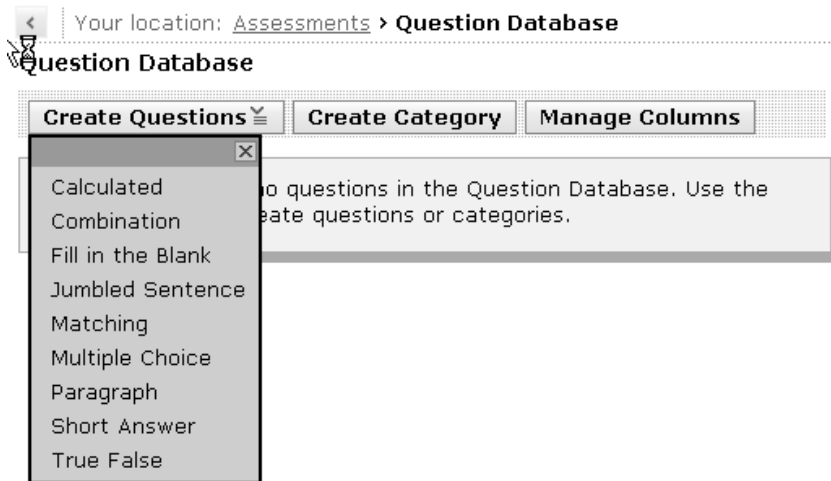 Your location: Assessments › Question Database
Question Database
Create Questions Create Category Manage Columns
Calculated
Combination
Fill in the Blank
Jumbled Sentence
Matching
Multiple Choice
Paragraph
Short Answer
True False
no questions in the Question Database. Use the
questions or categories.